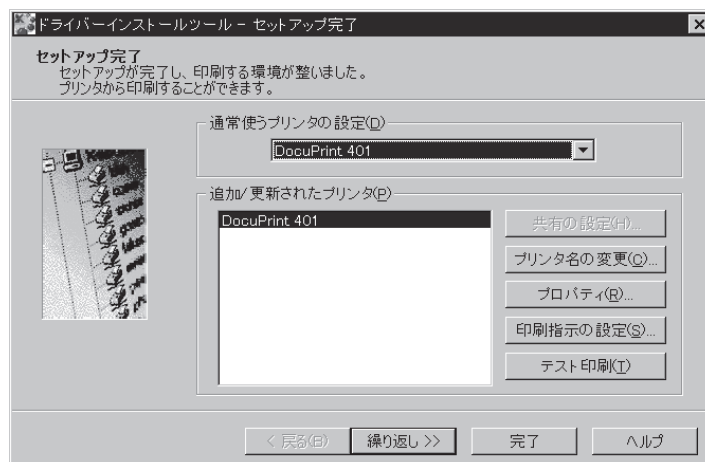 ドライバーインストールツール - セットアップ完了
セットアップ完了
セットアップが完了し、印刷する環境が整いました。
プリンタから印刷することができます。
通常使うプリンタの設定(D)
DocuPrint 401
追加/更新されたプリンタ(P)
DocuPrint 401
共有の設定(H)...
プリンタ名の変更(C)...
プロパティ(R)...
印刷指示の設定(S)...
テスト印刷(T)
< 戻る(B)
繰り返し >>
完了
ヘルプ